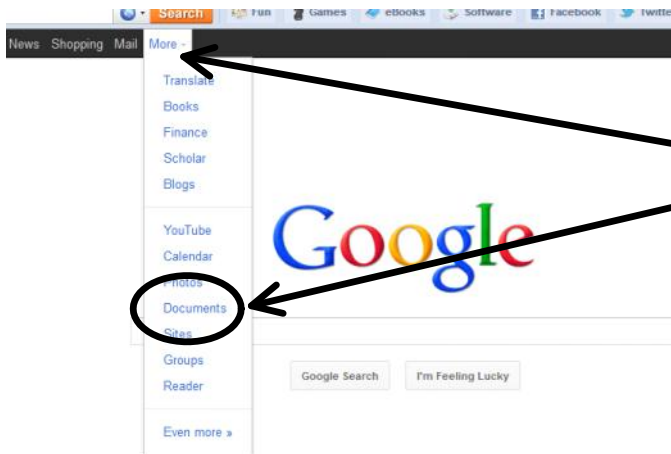 Search Fun Games eBooks Software Facebook
News Shopping Mail More
Translate
Books
Finance
Scholar
Blogs
YouTube
Calendar
Google
Photos
Documents
Sites
Groups
Reader
Google Search I'm Feeling Lucky
Even more »